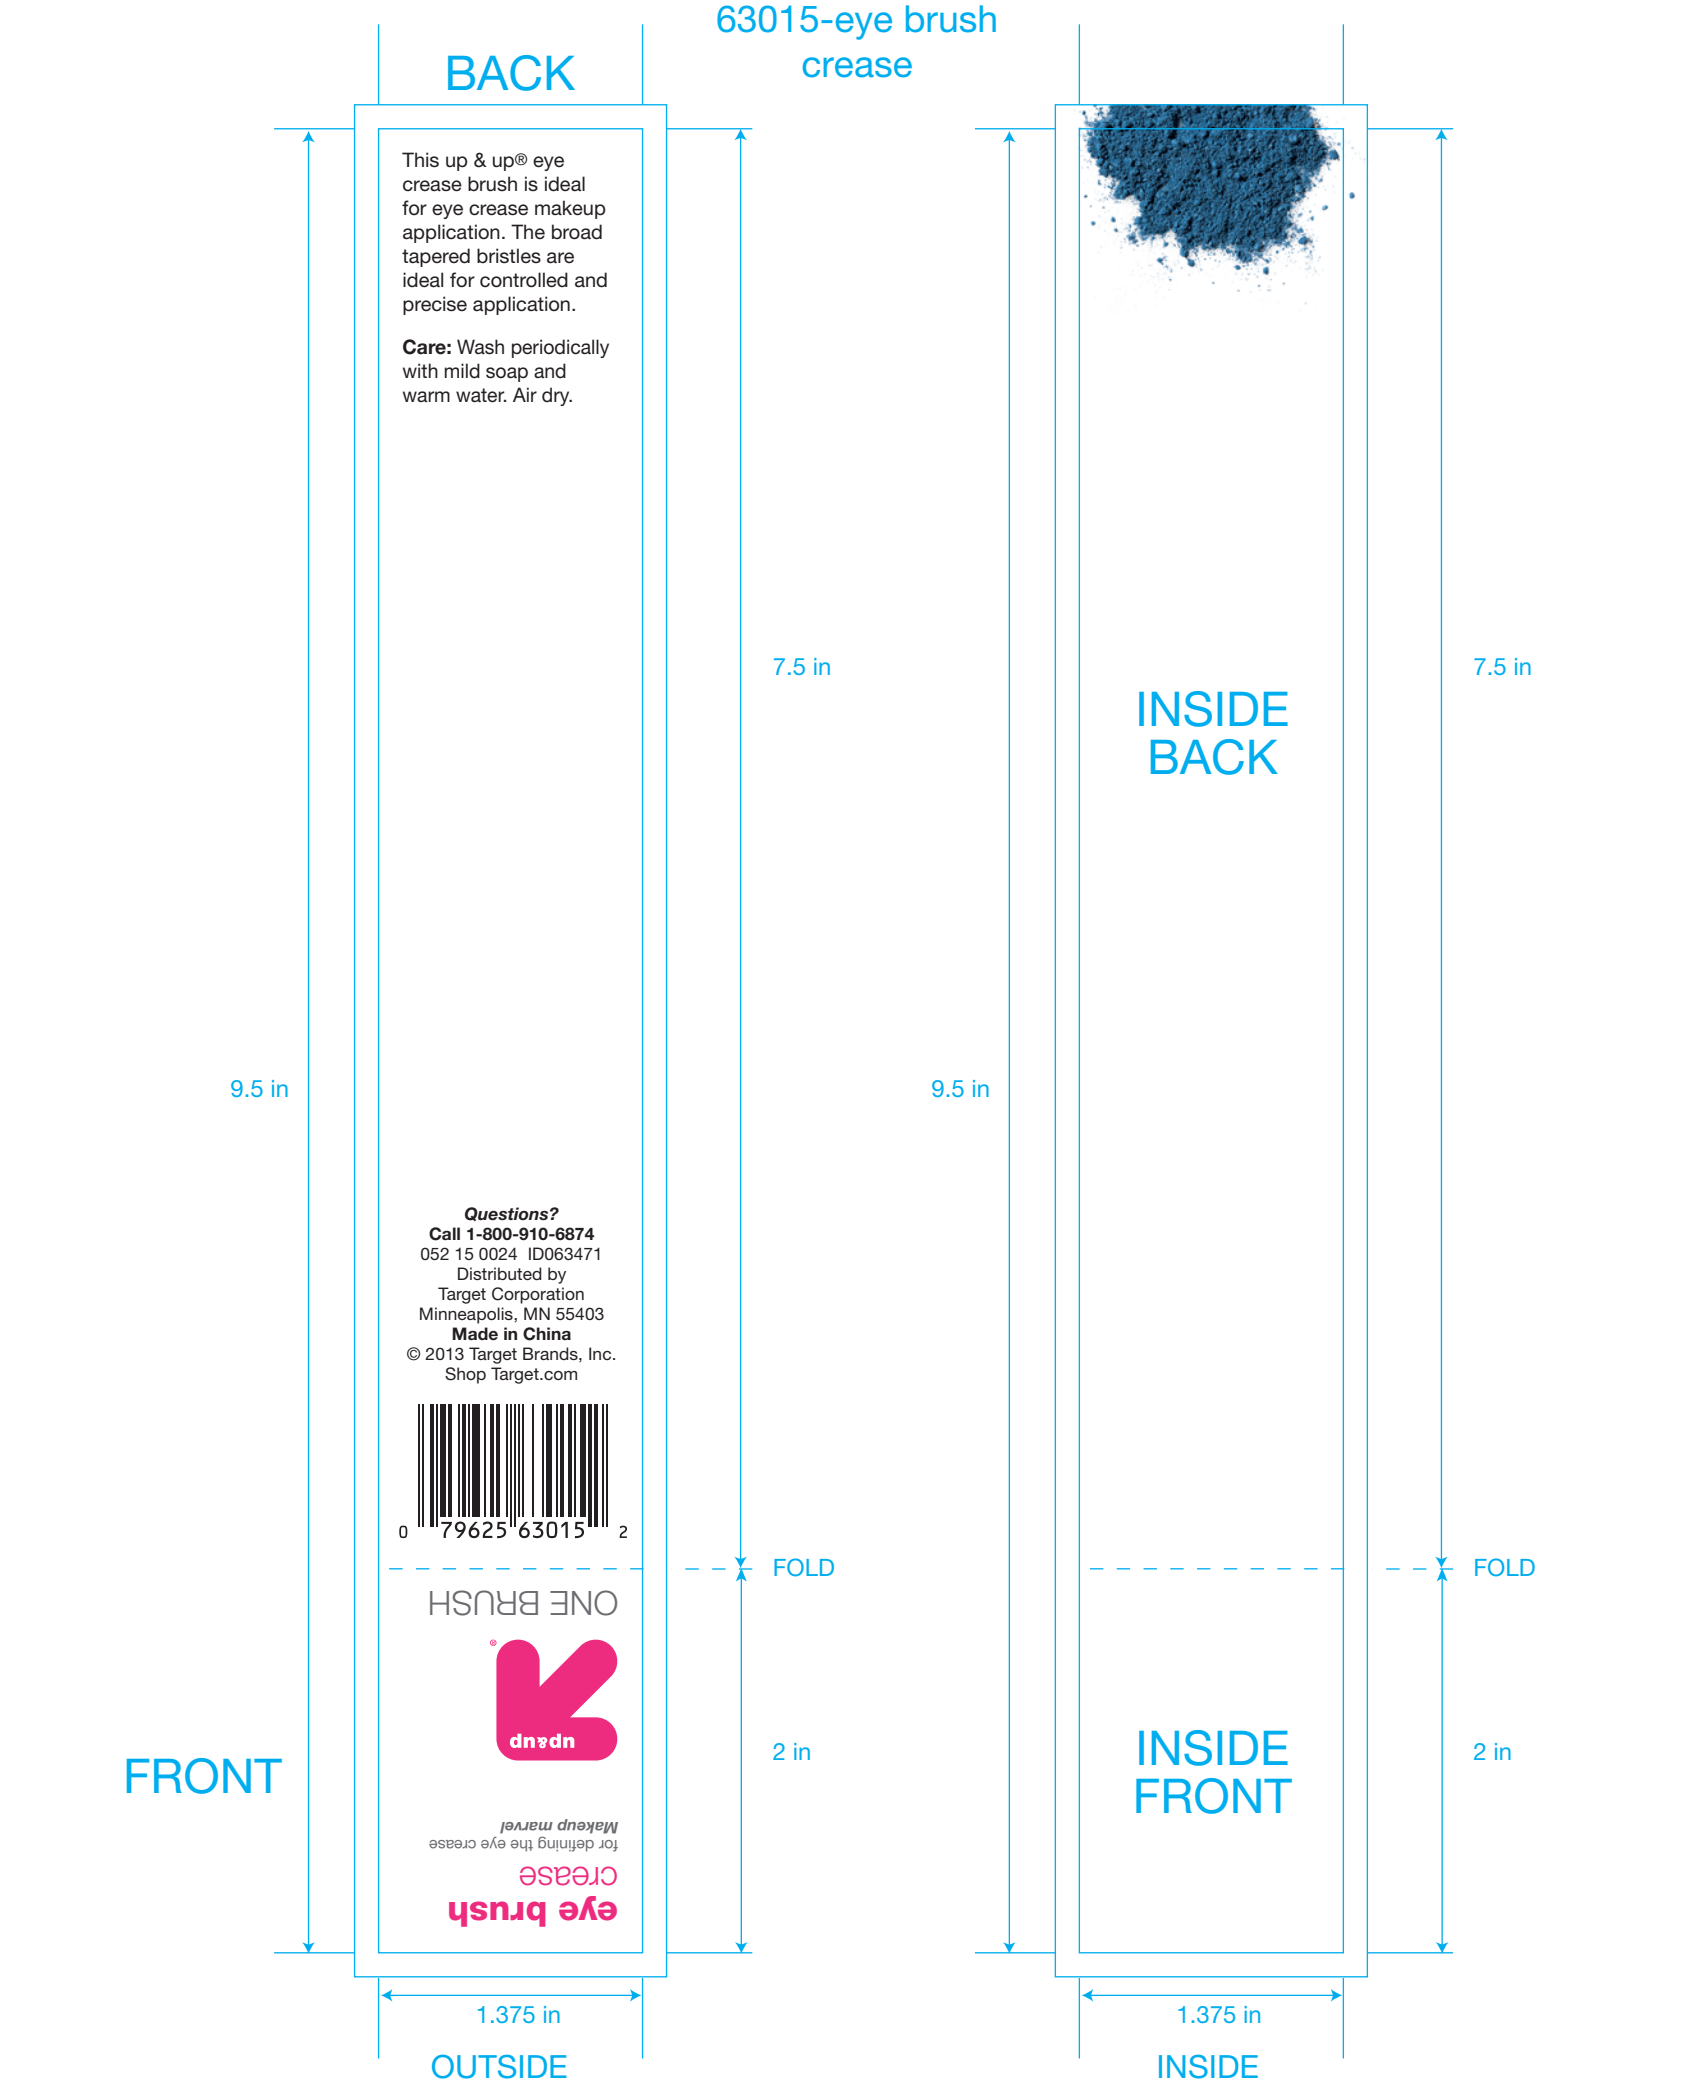 63015-eye brush
crease
BACK
This up & up® eye
crease brush is ideal
for eye crease makeup
application. The broad
tapered bristles are
ideal for controlled and
precise application.
Care: Wash periodically
with mild soap and
warm water. Air dry.
7.5 in
9.5 in
Questions?
Call 1-800-910-6874
052 15 0024  ID063471
Distributed by
Target Corporation
Minneapolis, MN 55403
Made in China
© 2013 Target Brands, Inc.
Shop Target.com
0 79625 63015 2
FOLD
FRONT
eye brush
crease
for defining the eye crease
Makeup marvel
up&up®
ONE BRUSH
2 in
1.375 in
OUTSIDE
INSIDE
BACK
7.5 in
9.5 in
FOLD
INSIDE
FRONT
2 in
1.375 in
INSIDE